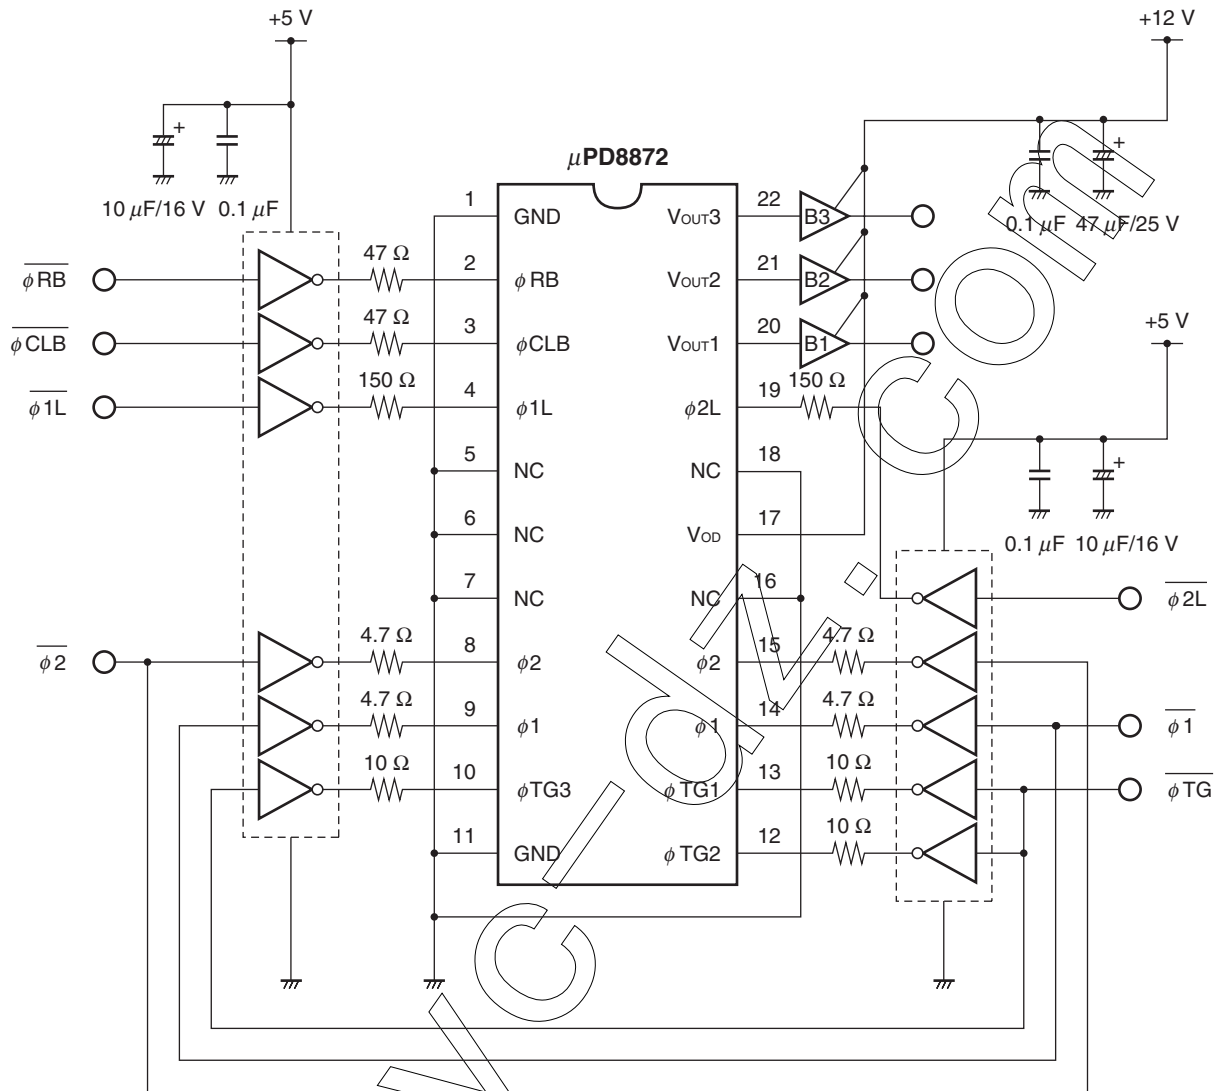 +5 V
+12 V
+
10 μF/16 V 0.1 μF
μPD8872
+
0.1 μF 47 μF/25 V
1 GND
VOUT3 22 B3
φRB 47 Ω 2 φRB
VOUT2 21 B2
φCLB 47 Ω 3 φCLB
VOUT1 20 B1
+5 V
φ1L 150 Ω 4 φ1L
φ2L 19 150 Ω
5 NC
NC 18
+
0.1 μF 10 μF/16 V
6 NC
VOD 17
7 NC
NC 16
φ2L
φ2 4.7 Ω 8 φ2
φ2 15 4.7 Ω
4.7 Ω 9 φ1
φ1 14 4.7 Ω
φ1
10 Ω 10 φTG3
φTG1 13 10 Ω
φTG
11 GND
φTG2 12 10 Ω